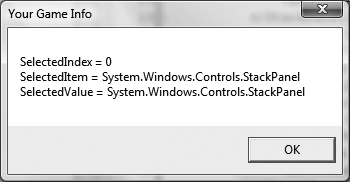 Your Game Info
SelectedIndex = 0
SelectedItem = System.Windows.Controls.StackPanel
SelectedValue = System.Windows.Controls.StackPanel
OK